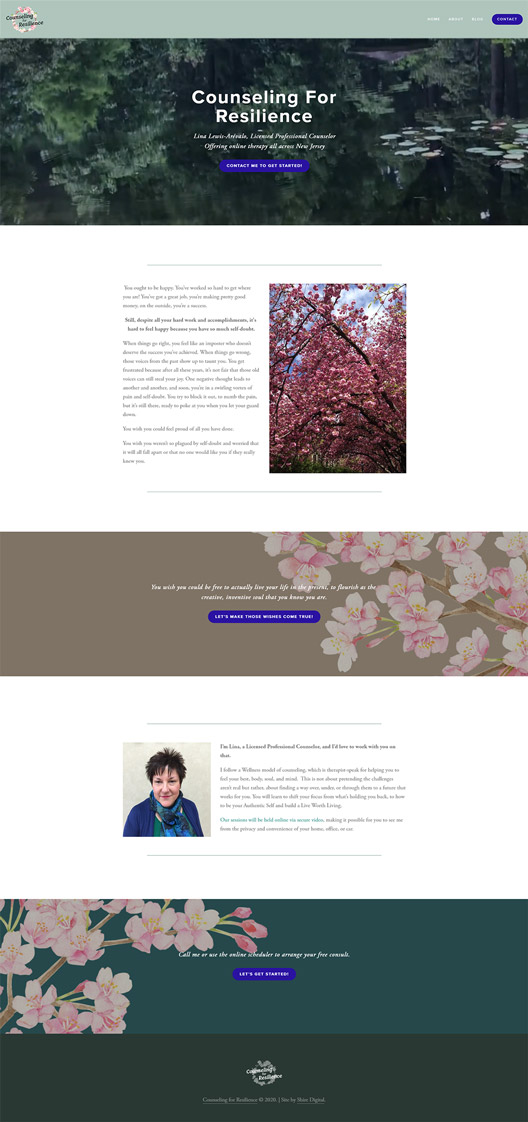 Counseling
for
Resilience
HOME ABOUT BLOG CONTACT
Counseling For
Resilience
Lina Lewis-Arévalo, Licensed Professional Counselor
Offering online therapy all across New Jersey
CONTACT ME TO GET STARTED!
You ought to be happy. You've worked so hard to get where
you are! You've got a great job, you're making pretty good
money, on the outside, you're a success.
Still, despite all your hard work and accomplishments, it's
hard to feel happy because you have so much self-doubt.
When things go right, you feel like an imposter who doesn't
deserve the success you've achieved. When things go wrong,
those voices from the past show up to taunt you. You get
frustrated because after all these years, it's not fair that those old
voices can still steal your joy. One negative thought leads to
another and another, and soon, you're in a swirling vortex of
pain and self-doubt. You try to block it out, to numb the pain,
but it's still there, ready to poke at you when you let your guard
down.
You wish you could feel proud of all you have done.
You wish you weren't so plagued by self-doubt and worried that
it will all fall apart or that no one would like you if they really
knew you.
You wish you could be free to actually live your life in the present, to flourish as the
creative, inventive soul that you know you are.
LET'S MAKE THOSE WISHES COME TRUE!
I'm Lina, a Licensed Professional Counselor, and I'd love to work with you on
that.
I follow a Wellness model of counseling, which is therapist-speak for helping you to
feel your best; body, soul, and mind. This is not about pretending the challenges
aren't real but rather, about finding a way over, under, or through them to a future that
works for you. You will learn to shift your focus from what's holding you back, to how
to be your Authentic Self and build a Live Worth Living.
Our sessions will be held online via secure video, making it possible for you to see me
from the privacy and convenience of your home, office, or car.
Call me or use the online scheduler to arrange your free consult.
LET'S GET STARTED!
Counseling
for
Resilience
Counseling for Resilience © 2020. | Site by Shire Digital.